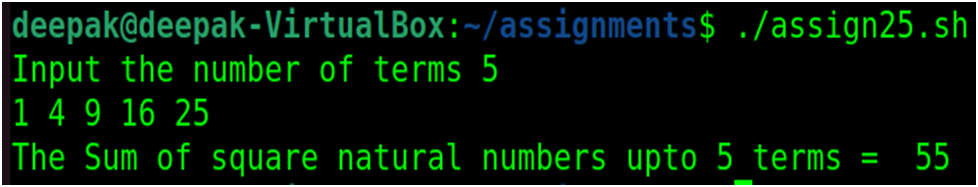 deepak@deepak-VirtualBox:~/assignments$ ./assign25.sh
Input the number of terms 5
1 4 9 16 25
The Sum of square natural numbers upto 5 terms =  55